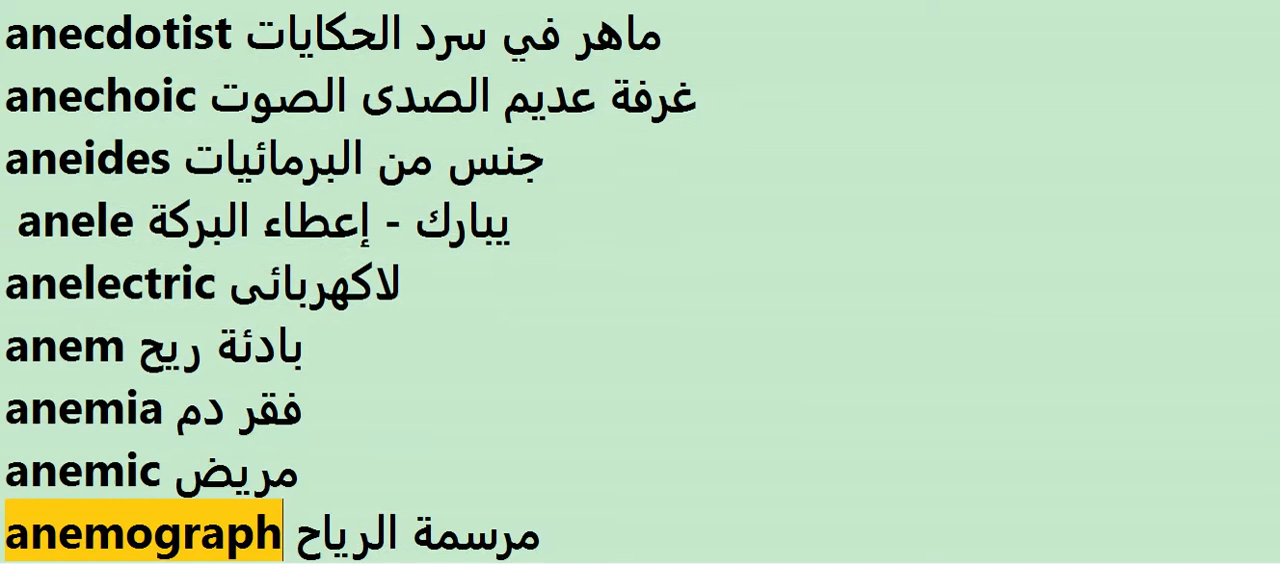 anecdotist ماهر في سرد الحكايات
anechoic غرفة عديم الصدى الصوت
aneides جنس من البرمائيات
anele يبارك - إعطاء البركة
anelectric لاكهربائى
anem بادئة ريح
anemia فقر دم
anemic مريض
anemograph مرسمة الرياح